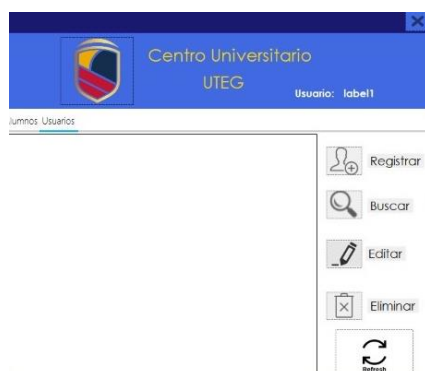 Centro Universitario
UTEG
Usuario: label1
lumnos Usuarios
Registrar
Buscar
Editar
Eliminar
Refresh